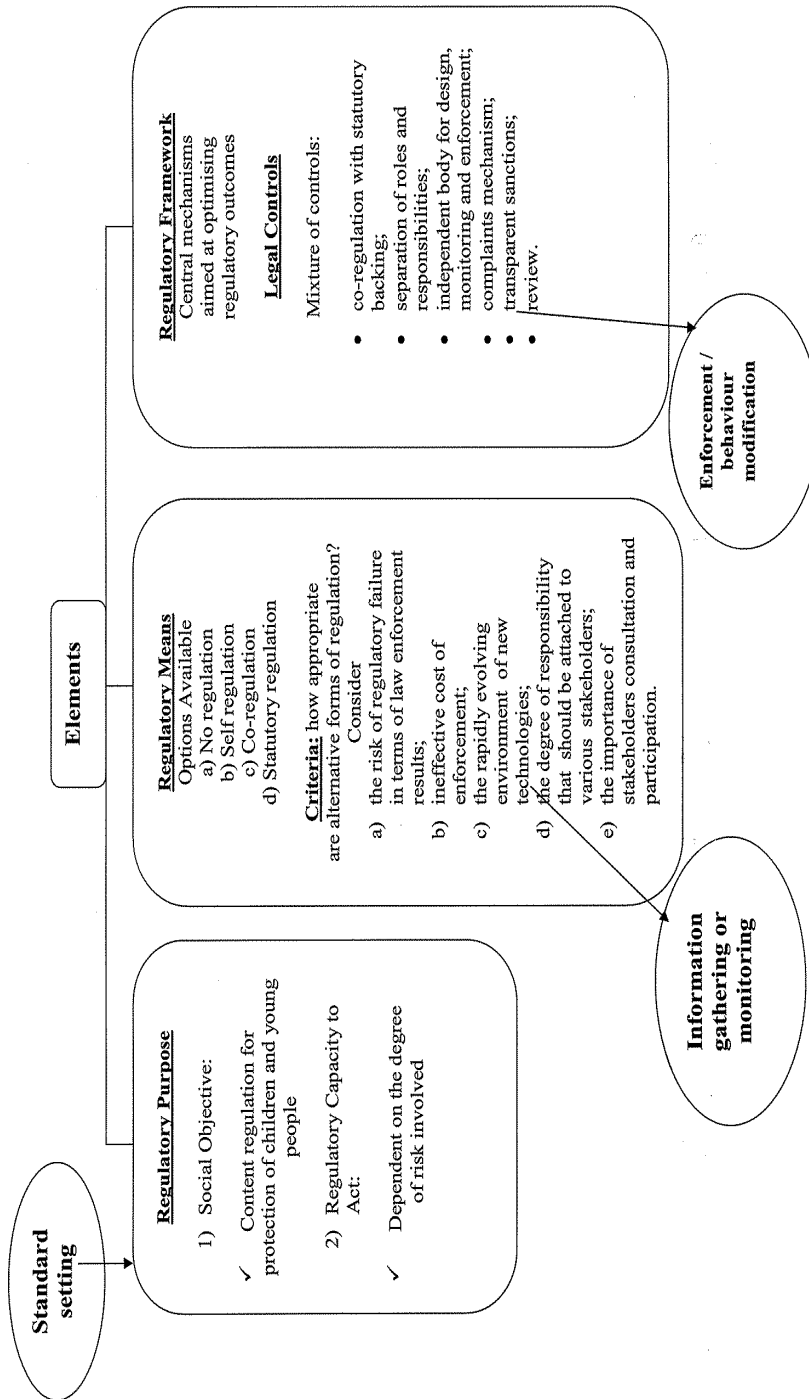 Elements
Standard
setting
Regulatory Purpose
1) Social Objective:
✓ Content regulation for
protection of children and young
people
2) Regulatory Capacity to
Act:
✓ Dependent on the degree
of risk involved
Regulatory Means
Options Available
a) No regulation
b) Self regulation
c) Co-regulation
d) Statutory regulation
Criteria: how appropriate
are alternative forms of regulation?
Consider
a) the risk of regulatory failure
in terms of law enforcement
results;
b) ineffective cost of
enforcement;
c) the rapidly evolving
environment of new
technologies;
d) the degree of responsibility
that should be attached to
various stakeholders;
e) the importance of
stakeholders consultation and
participation.
Information
gathering or
monitoring
Regulatory Framework
Central mechanisms
aimed at optimising
regulatory outcomes
Legal Controls
Mixture of controls:
• co-regulation with statutory
backing;
• separation of roles and
responsibilities;
• independent body for design,
monitoring and enforcement;
• complaints mechanism;
• transparent sanctions;
• review.
Enforcement /
behaviour
modification